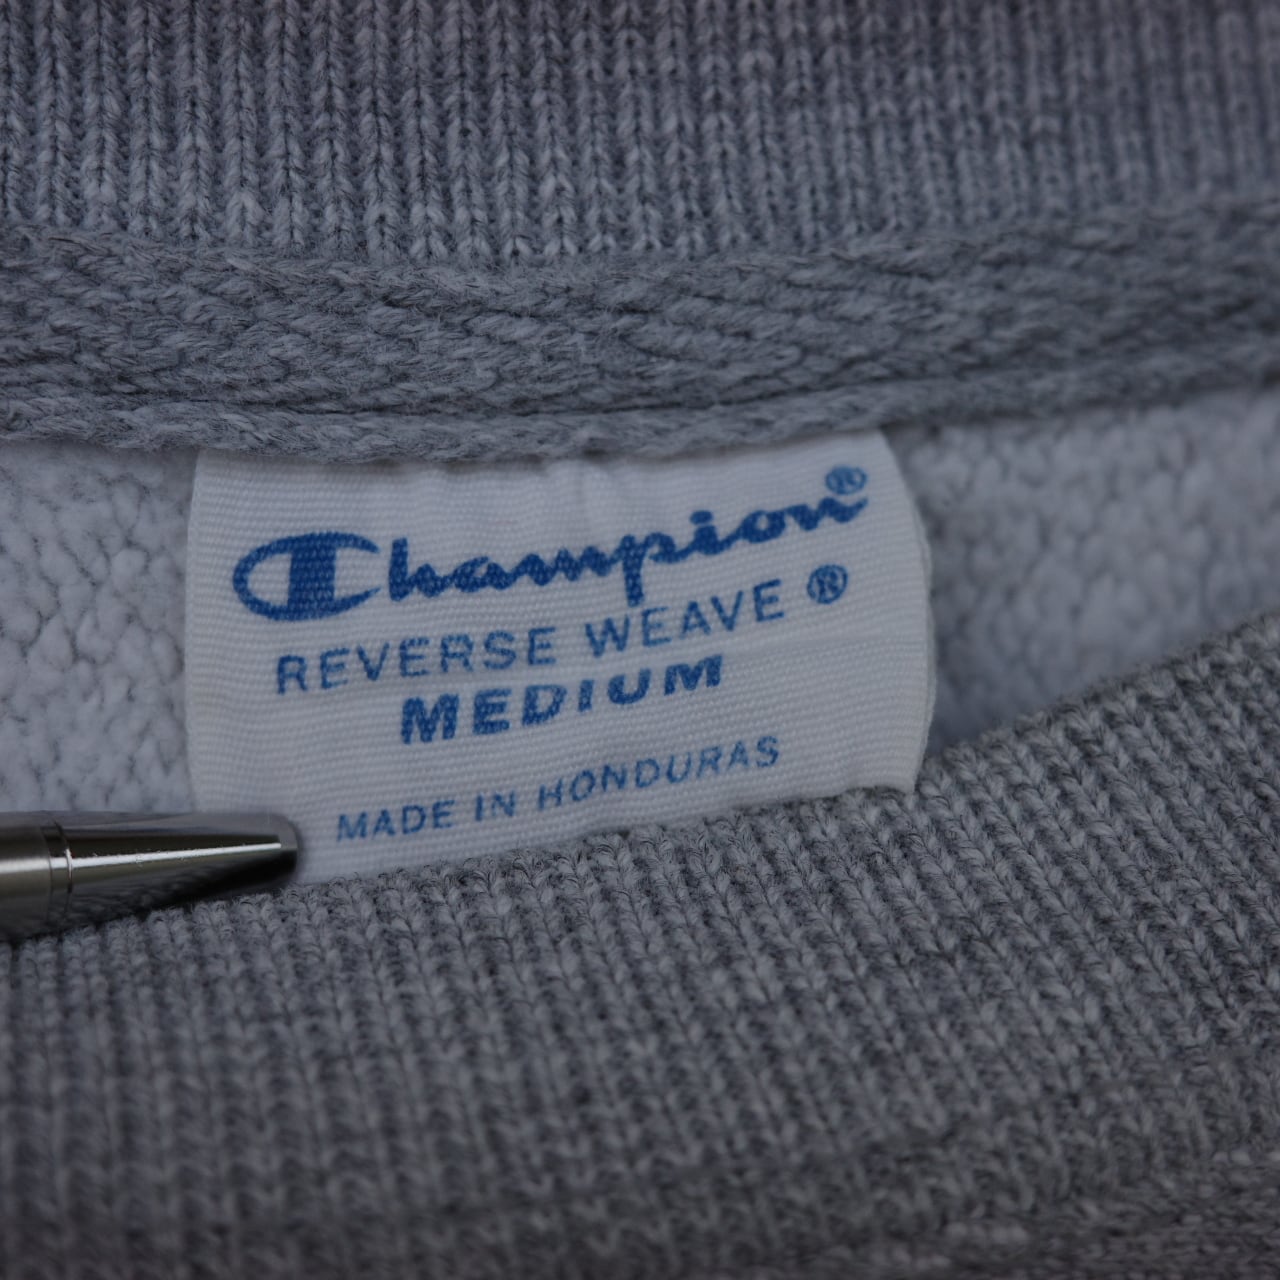 Champion®
REVERSE WEAVE ®
MEDIUM
MADE IN HONDURAS